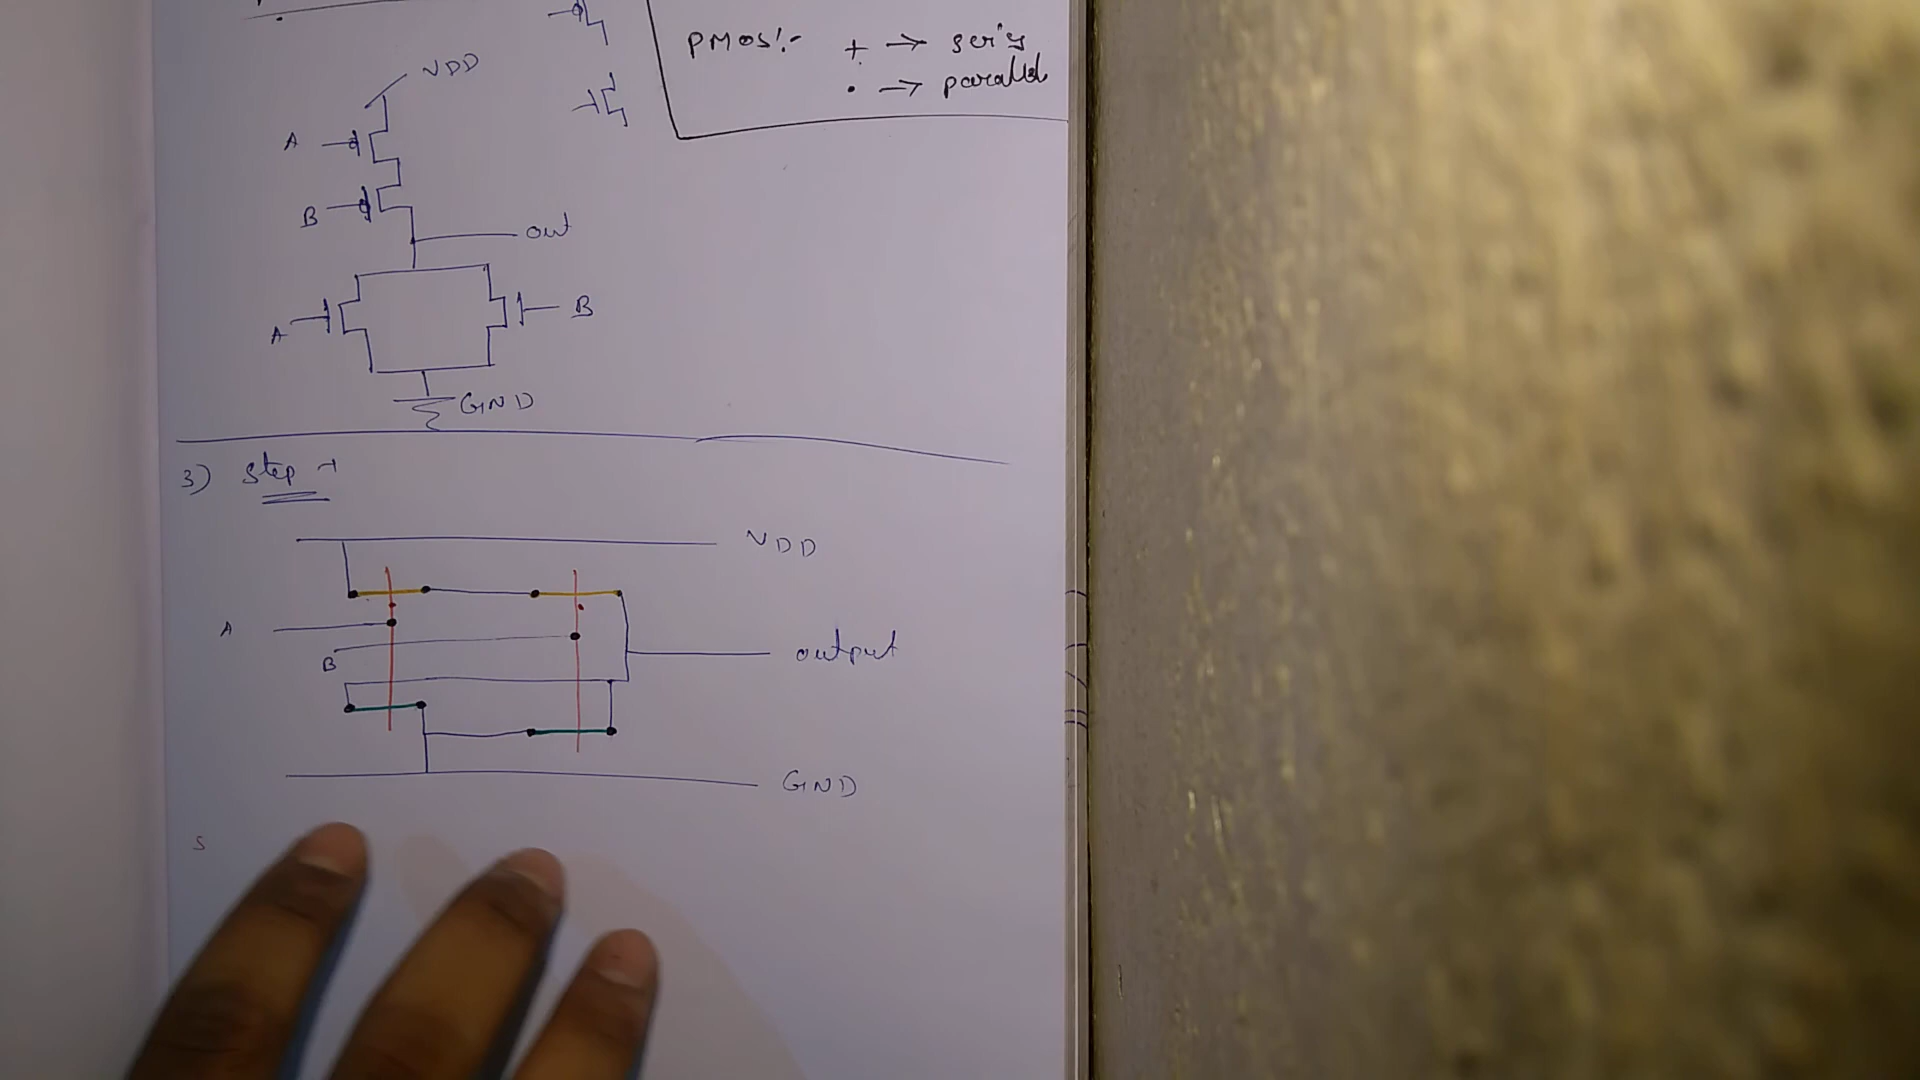 PMOS:- + → series
• → parallel
VDD
A
B
out
A
B
GND
3) Step
VDD
A
output
B
GND
S